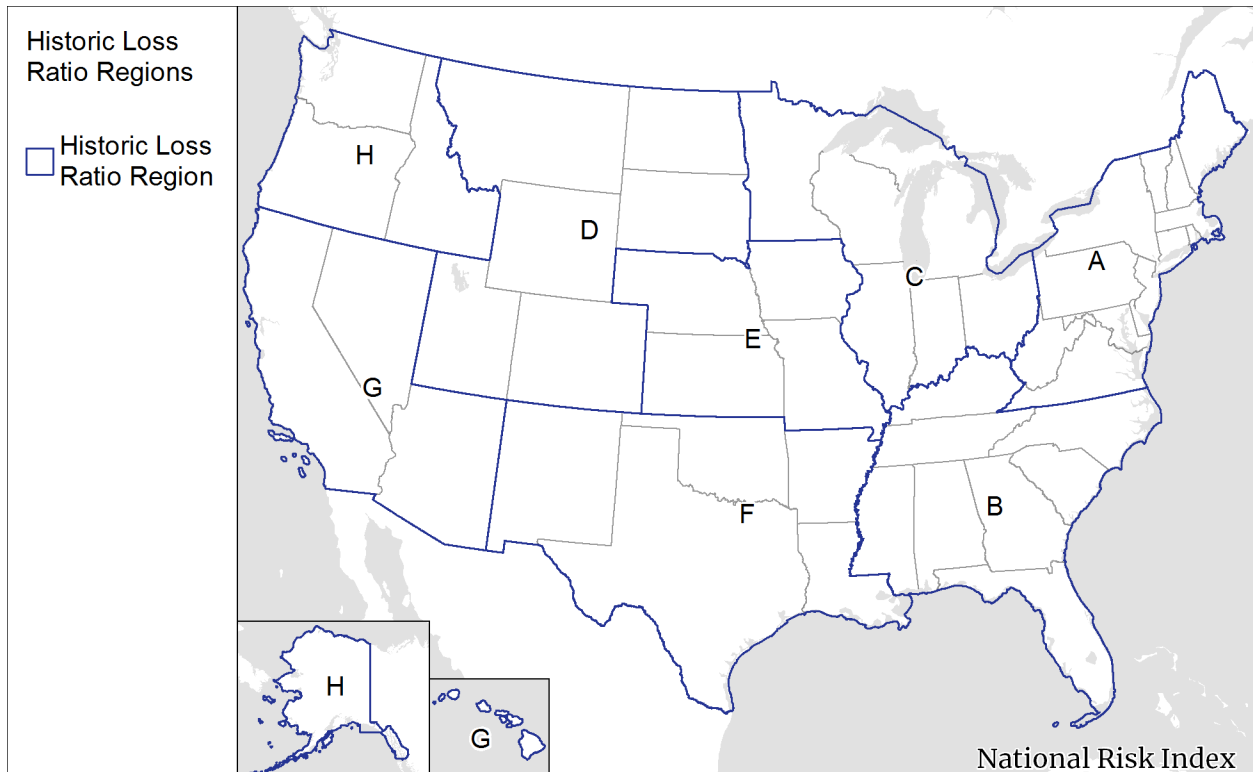 Historic Loss
Ratio Regions
Historic Loss
Ratio Region
H
D
C
A
E
G
F
B
H
G
National Risk Index